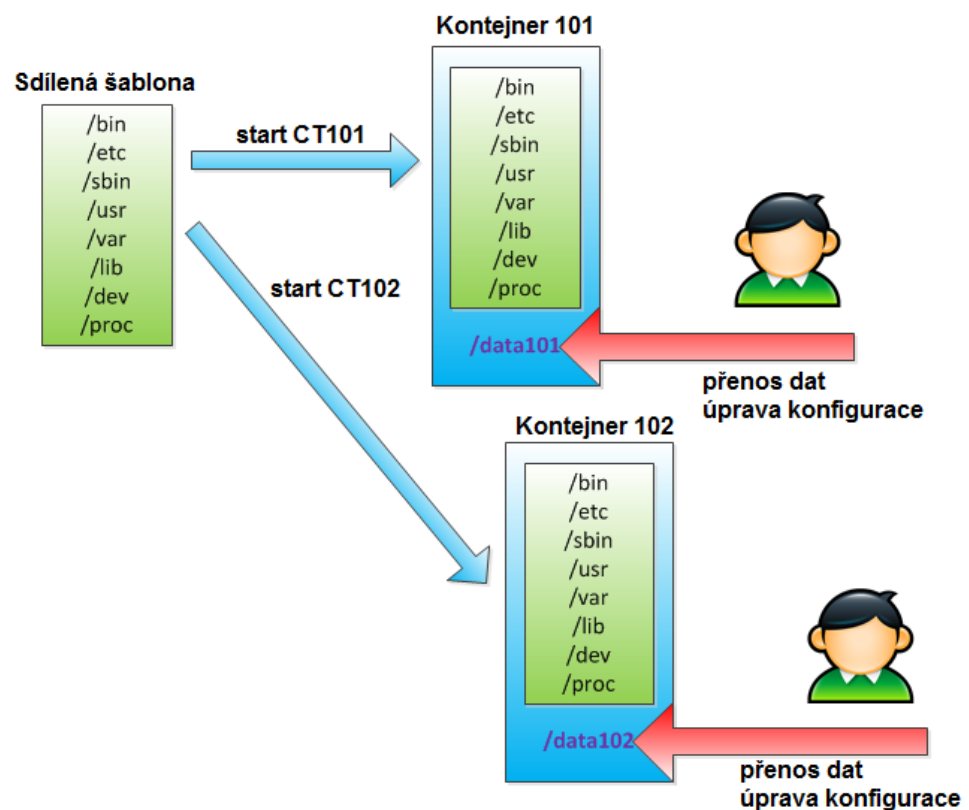 Sdílená šablona
/bin
/etc
/sbin
/usr
/var
/lib
/dev
/proc
start CT101
start CT102
Kontejner 101
/bin
/etc
/sbin
/usr
/var
/lib
/dev
/proc
/data101
přenos dat
úprava konfigurace
Kontejner 102
/bin
/etc
/sbin
/usr
/var
/lib
/dev
/proc
/data102
přenos dat
úprava konfigurace